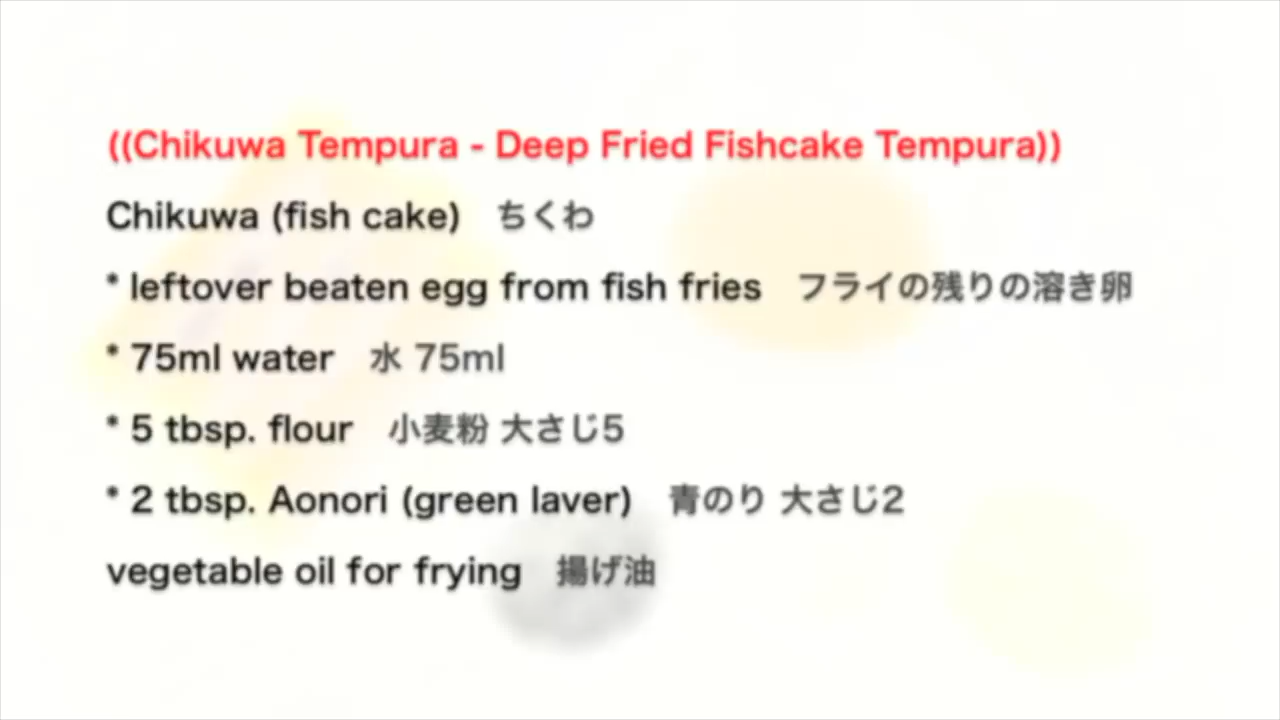 ((Chikuwa Tempura - Deep Fried Fishcake Tempura))
Chikuwa (fish cake)　ちくわ
* leftover beaten egg from fish fries　フライの残りの溶き卵
* 75ml water　水 75ml
* 5 tbsp. flour　小麦粉 大さじ5
* 2 tbsp. Aonori (green laver)　青のり 大さじ2
vegetable oil for frying　揚げ油